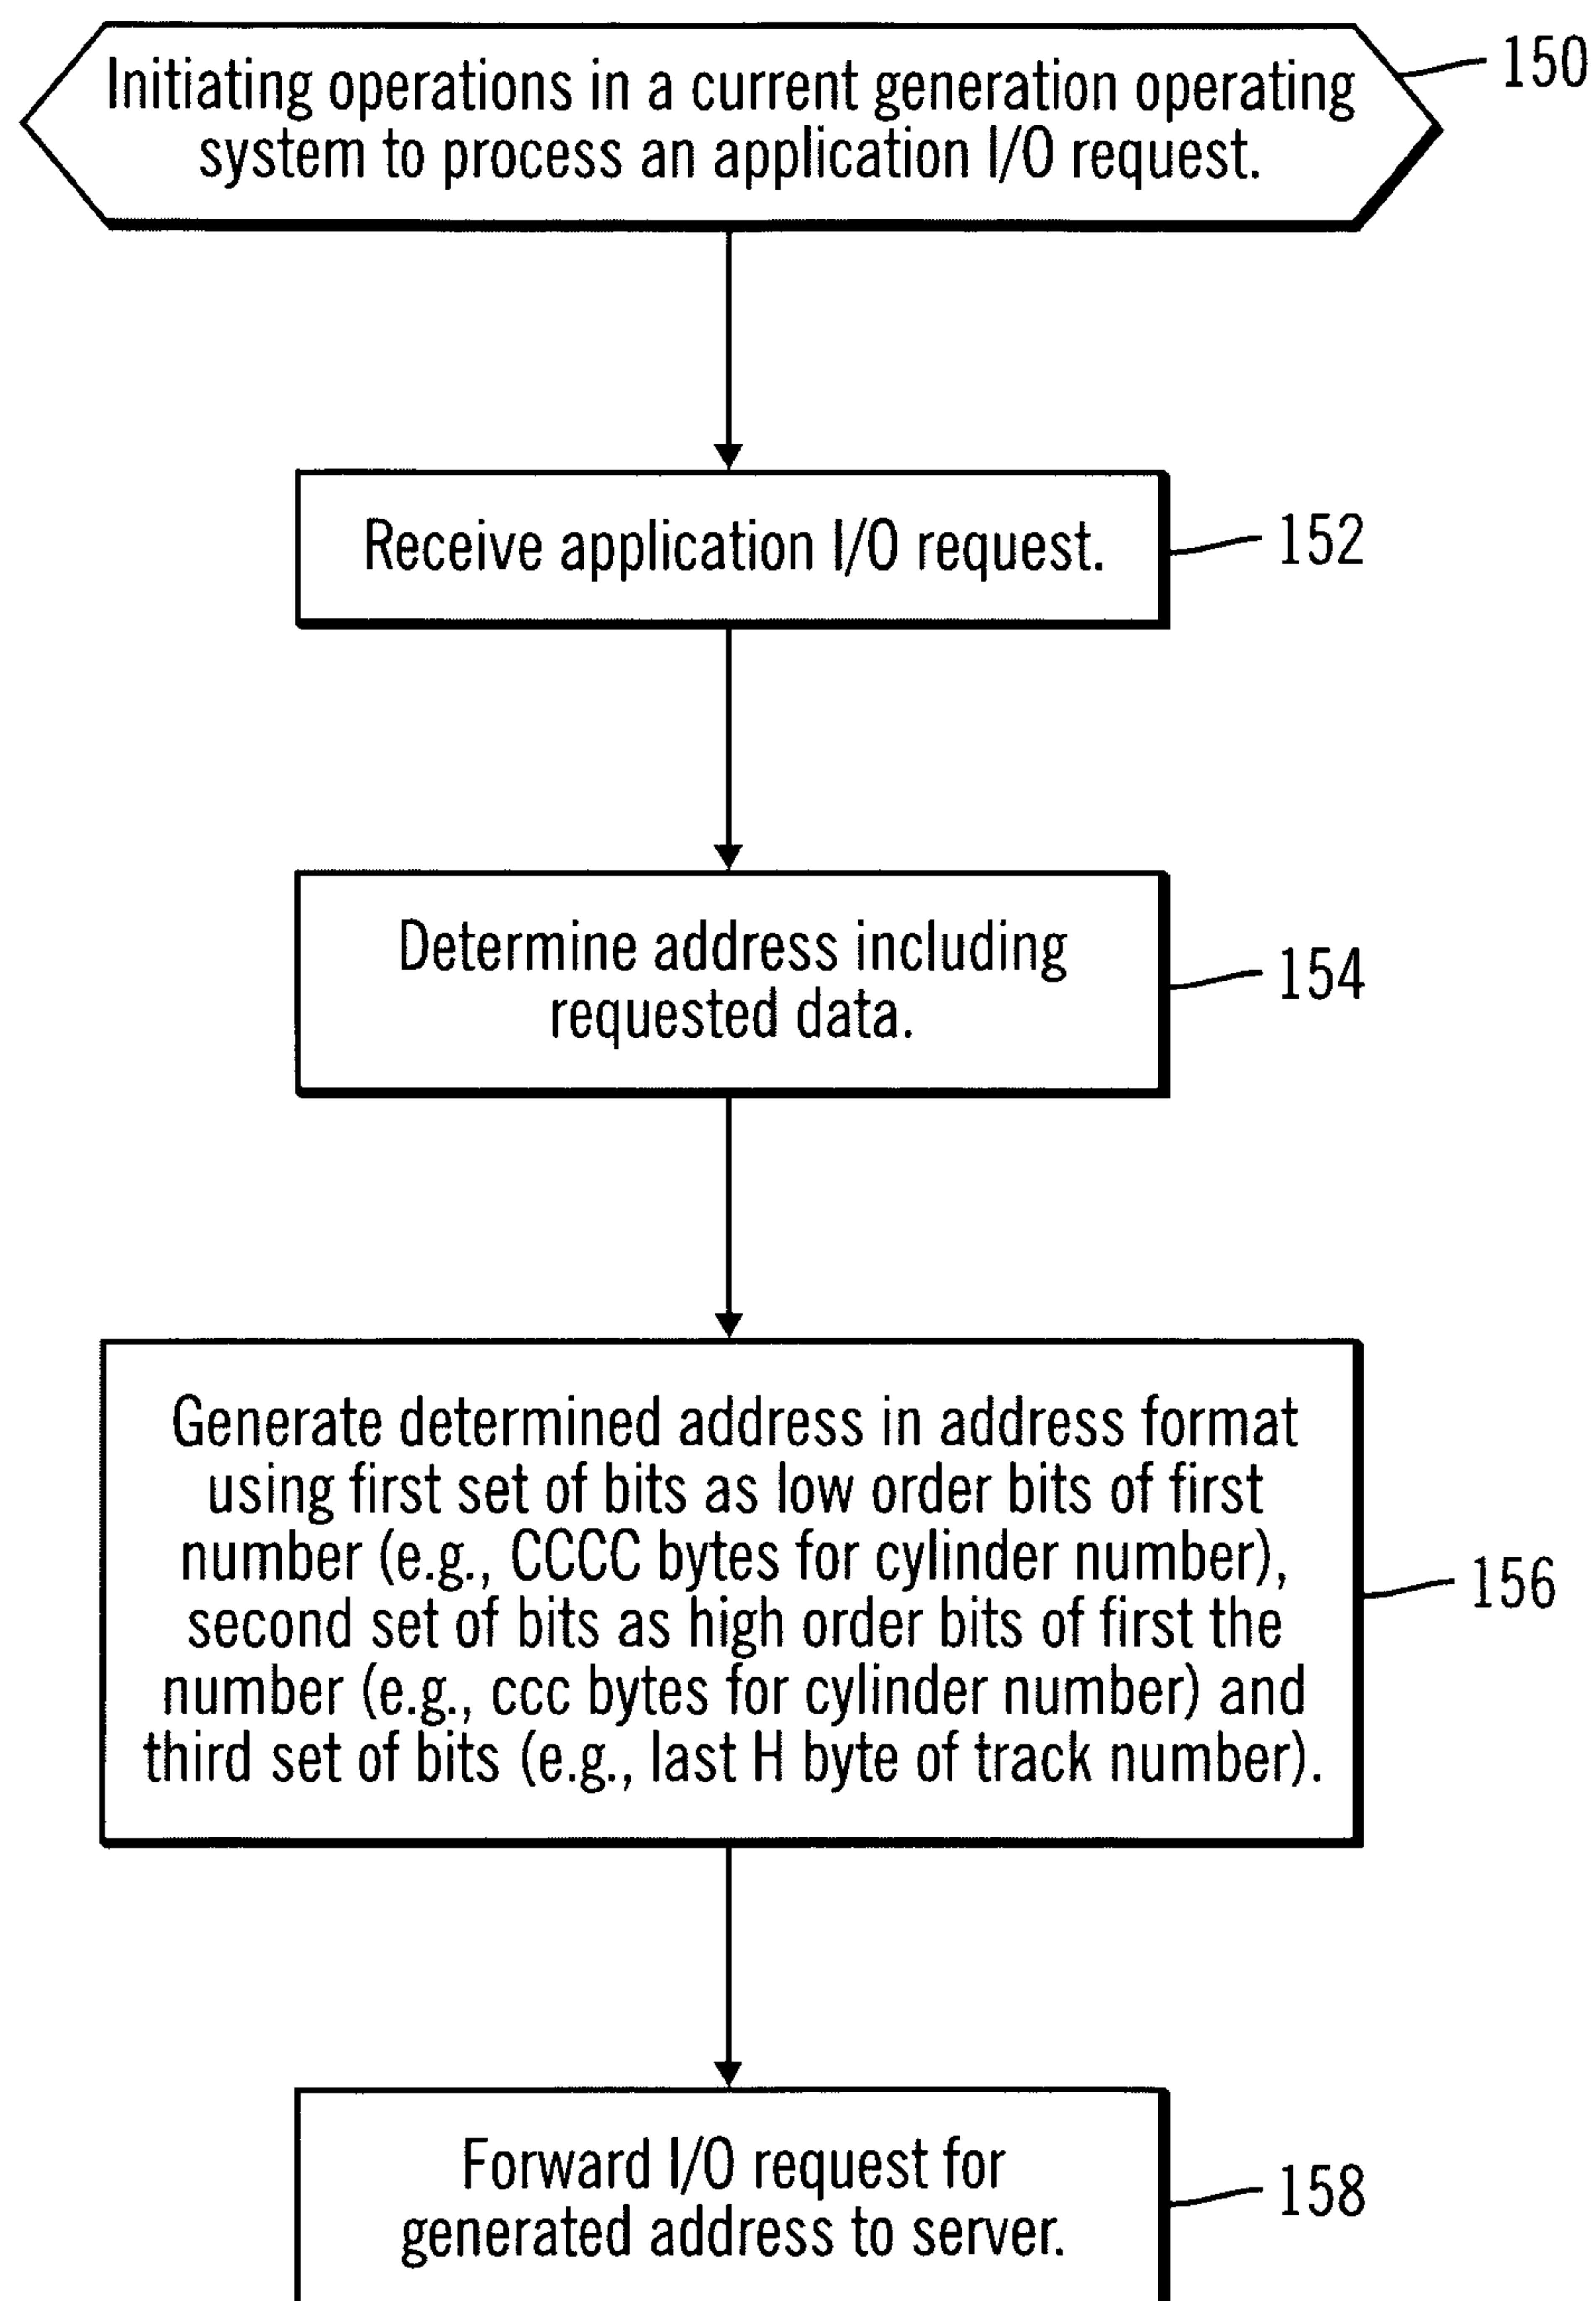 Initiating operations in a current generation operating
system to process an application I/O request.
150
Receive application I/O request.
152
Determine address including
requested data.
154
Generate determined address in address format
using first set of bits as low order bits of first
number (e.g., CCCC bytes for cylinder number),
second set of bits as high order bits of first the
number (e.g., ccc bytes for cylinder number) and
third set of bits (e.g., last H byte of track number).
156
Forward I/O request for
generated address to server.
158